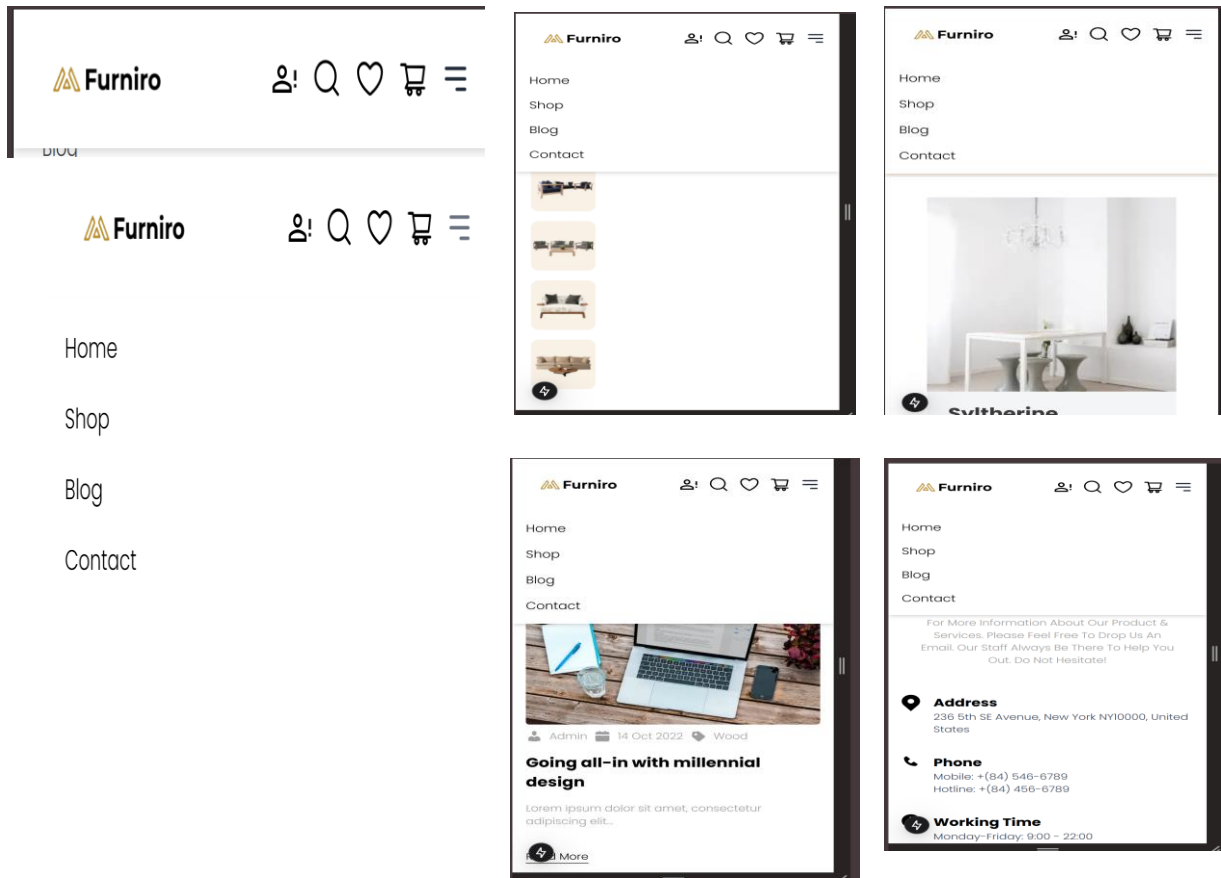 Furniro
Blog
Furniro
Home
Shop
Blog
Contact
Furniro
Home
Shop
Blog
Contact
Furniro
Home
Shop
Blog
Contact
Syltherine
Furniro
Home
Shop
Blog
Contact
Admin 14 Oct 2022 Wood
Going all-in with millennial
design
Lorem ipsum dolor sit amet, consectetur
adipiscing elit...
Read More
Furniro
Home
Shop
Blog
Contact
For More Information About Our Product &
Services. Please Feel Free To Drop Us An
Email. Our Staff Always Be There To Help You
Out. Do Not Hesitate!
Address
236 5th SE Avenue, New York NY10000, United
States
Phone
Mobile: +(84) 546-6789
Hotline: +(84) 456-6789
Working Time
Monday-Friday: 9:00 - 22:00